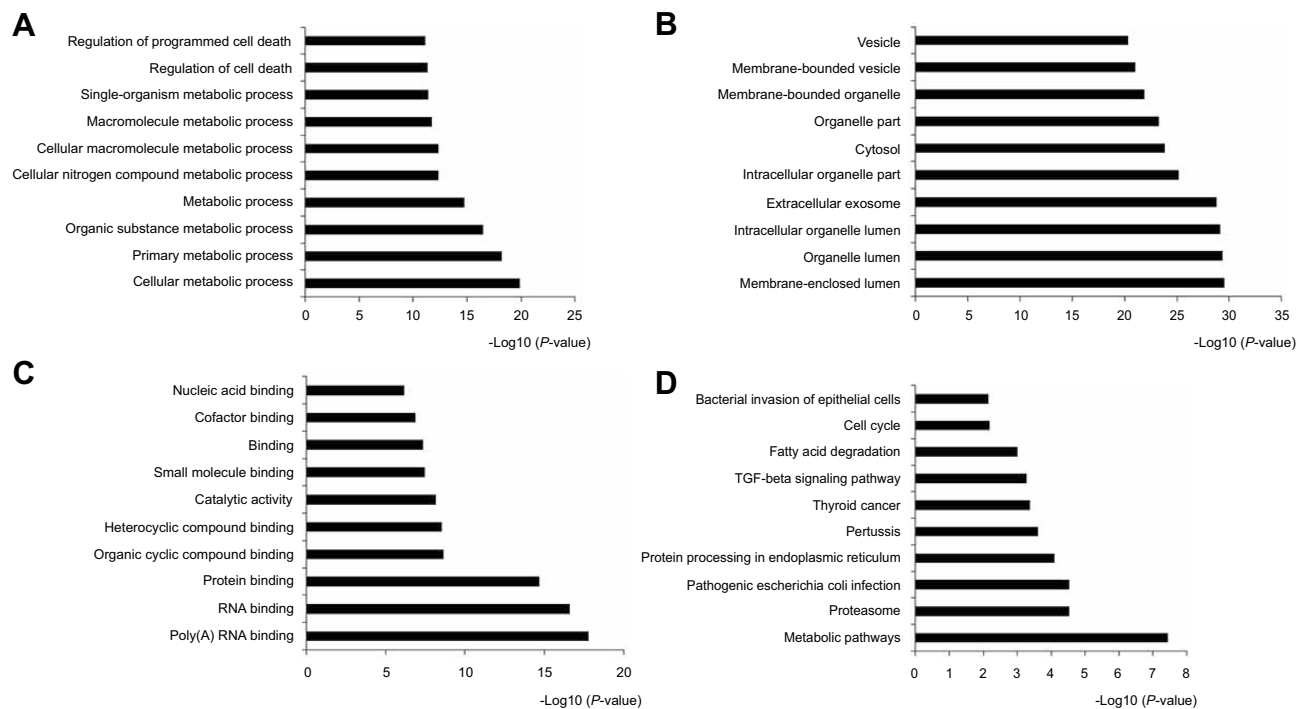 A
Regulation of programmed cell death
Regulation of cell death
Single-organism metabolic process
Macromolecule metabolic process
Cellular macromolecule metabolic process
Cellular nitrogen compound metabolic process
Metabolic process
Organic substance metabolic process
Primary metabolic process
Cellular metabolic process
0 5 10 15 20 25
-Log10 (P-value)
B
Vesicle
Membrane-bounded vesicle
Membrane-bounded organelle
Organelle part
Cytosol
Intracellular organelle part
Extracellular exosome
Intracellular organelle lumen
Organelle lumen
Membrane-enclosed lumen
0 5 10 15 20 25 30 35
-Log10 (P-value)
C
Nucleic acid binding
Cofactor binding
Binding
Small molecule binding
Catalytic activity
Heterocyclic compound binding
Organic cyclic compound binding
Protein binding
RNA binding
Poly(A) RNA binding
0 5 10 15 20
-Log10 (P-value)
D
Bacterial invasion of epithelial cells
Cell cycle
Fatty acid degradation
TGF-beta signaling pathway
Thyroid cancer
Pertussis
Protein processing in endoplasmic reticulum
Pathogenic escherichia coli infection
Proteasome
Metabolic pathways
0 1 2 3 4 5 6 7 8
-Log10 (P-value)